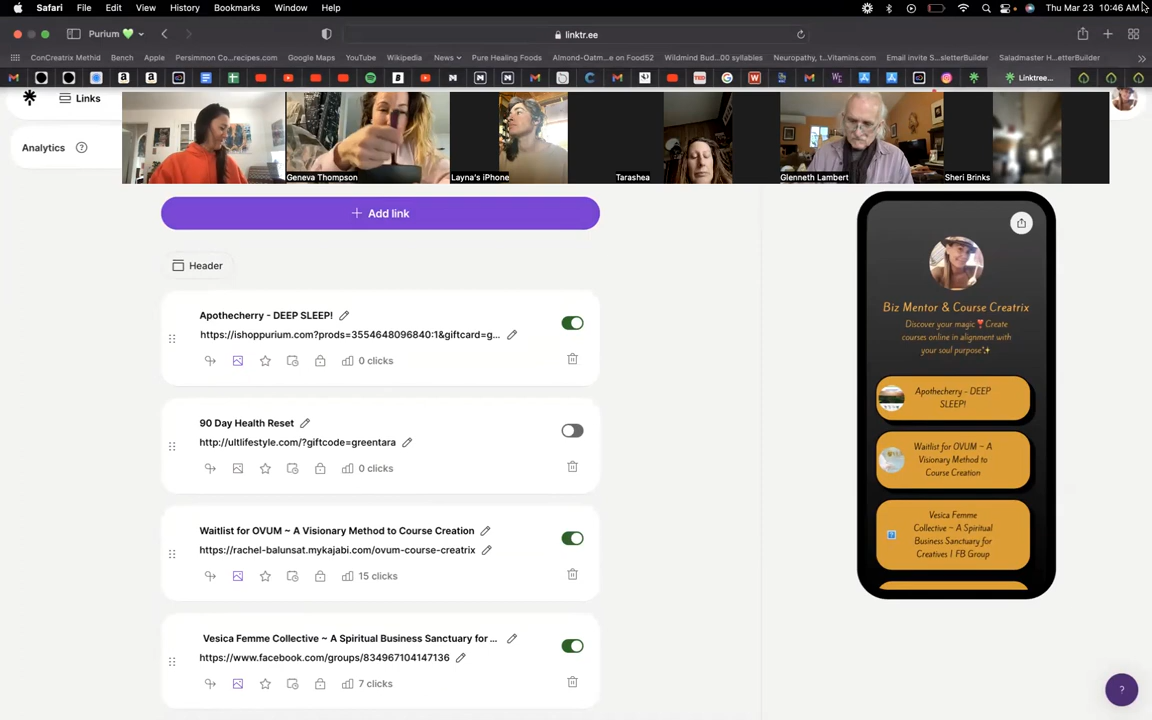 Safari File Edit View History Bookmarks Window Help
Thu Mar 23 10:46 AM
Purium 💚
linktr.ee
ConCreatrix Methid Bench Apple Persimmon Co...recipes.com Google Maps YouTube Wikipedia News Pure Healing Foods Almond-Oatm...e on Food52 Wildmind Bud...00 syllabuses Neuropathy, t...Vitamins.com Email invite S...letterBuilder Saladmaster H...etterBuilder
Linktree...
Links
Analytics
Geneva Thompson
Layna's iPhone
Tarashea
Glenneth Lambert
Sheri Brinks
+ Add link
Header
Apothecherry - DEEP SLEEP!
https://ishoppurium.com?prods=3554648096840:1&giftcard=g...
0 clicks
90 Day Health Reset
http://ultlifestyle.com/?giftcode=greentara
0 clicks
Waitlist for OVUM ~ A Visionary Method to Course Creation
https://rachel-balunsat.mykajabi.com/ovum-course-creatrix
15 clicks
Vesica Femme Collective ~ A Spiritual Business Sanctuary for ...
https://www.facebook.com/groups/834967104147136
7 clicks
Biz Mentor & Course Creatrix
Discover your magic❣️Create
courses online in alignment with
your soul purpose✨
Apothecherry - DEEP
SLEEP!
Waitlist for OVUM ~ A
Visionary Method to
Course Creation
Vesica Femme
Collective ~ A Spiritual
Business Sanctuary for
Creatives | FB Group
?